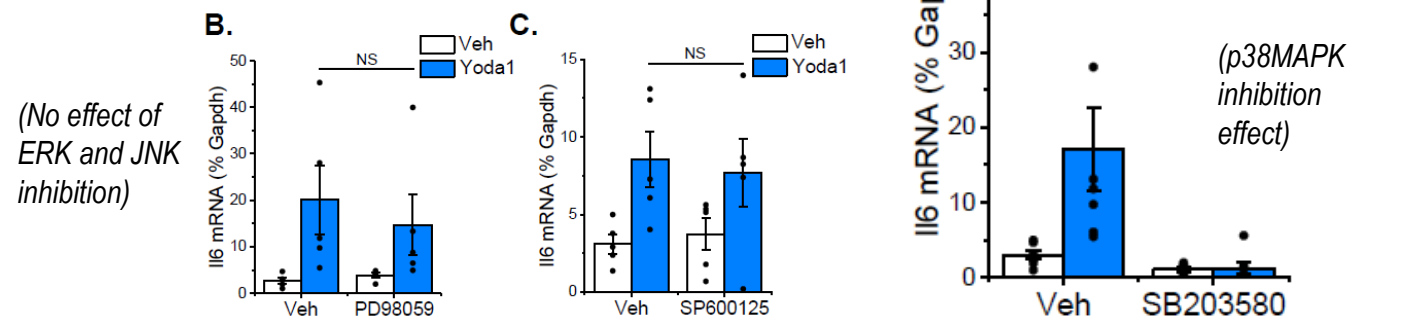 (No effect of
ERK and JNK
inhibition)
B.
Veh
Yoda1
NS
Il6 mRNA (% Gapdh)
50
40
30
20
10
0
Veh
PD98059
C.
Veh
Yoda1
NS
Il6 mRNA (% Gapdh)
15
10
5
0
Veh
SP600125
Il6 mRNA (% Gap
30
20
10
0
Veh
SB203580
(p38MAPK
inhibition
effect)